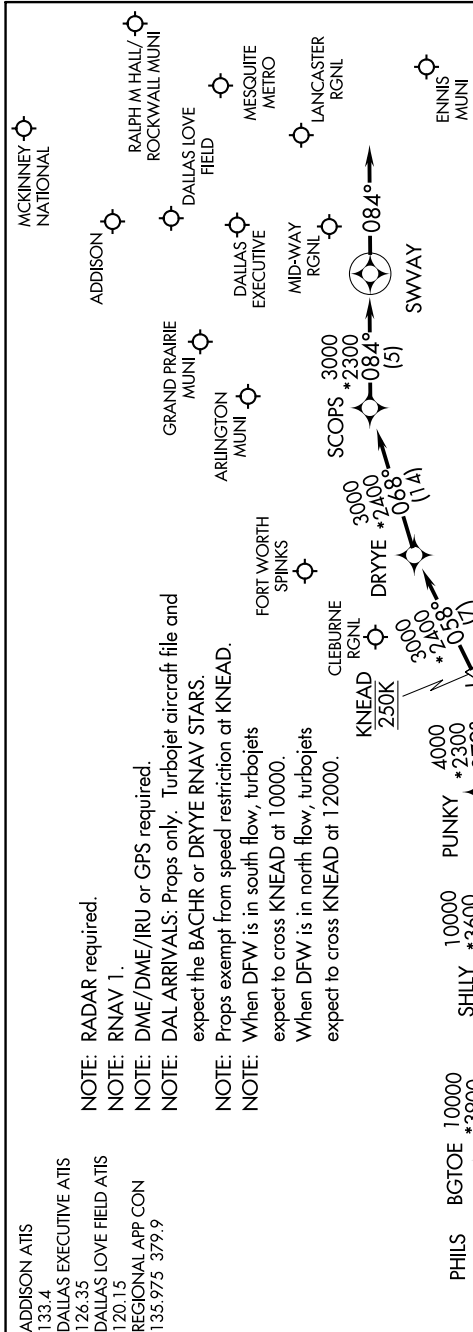 ADDISON ATIS
133.4
DALLAS EXECUTIVE ATIS
126.35
DALLAS LOVE FIELD ATIS
120.15
REGIONAL APP CON
135.975 379.9
NOTE: RADAR required.
NOTE: RNAV 1.
NOTE: DME/DME/IRU or GPS required.
NOTE: DAL ARRIVALS: Props only. Turbojet aircraft file and
expect the BACHR or DRYYE RNAV STARS.
NOTE: Props exempt from speed restriction at KNEAD.
NOTE: When DFW is in south flow, turbojets
expect to cross KNEAD at 10000.
When DFW is in north flow, turbojets
expect to cross KNEAD at 12000.
MCKINNEY
NATIONAL
RALPH M HALL/
ROCKWALL MUNI
ADDISON
DALLAS LOVE
FIELD
MESQUITE
METRO
GRAND PRAIRIE
MUNI
DALLAS
EXECUTIVE
LANCASTER
RGNL
ARLINGTON
MUNI
MID-WAY
RGNL
ENNIS
MUNI
FORT WORTH
SPINKS
CLEBURNE
RGNL
KNEAD
250K
3000
*2400
058°
(7)
DRYYE
3000
*2400
068°
(14)
SCOPS
3000
*2300
084°
(5)
SWVAY
084°
PHILS
BGTOE
10000
*3900
SHLLY
10000
*3600
PUNKY
4000
*2300